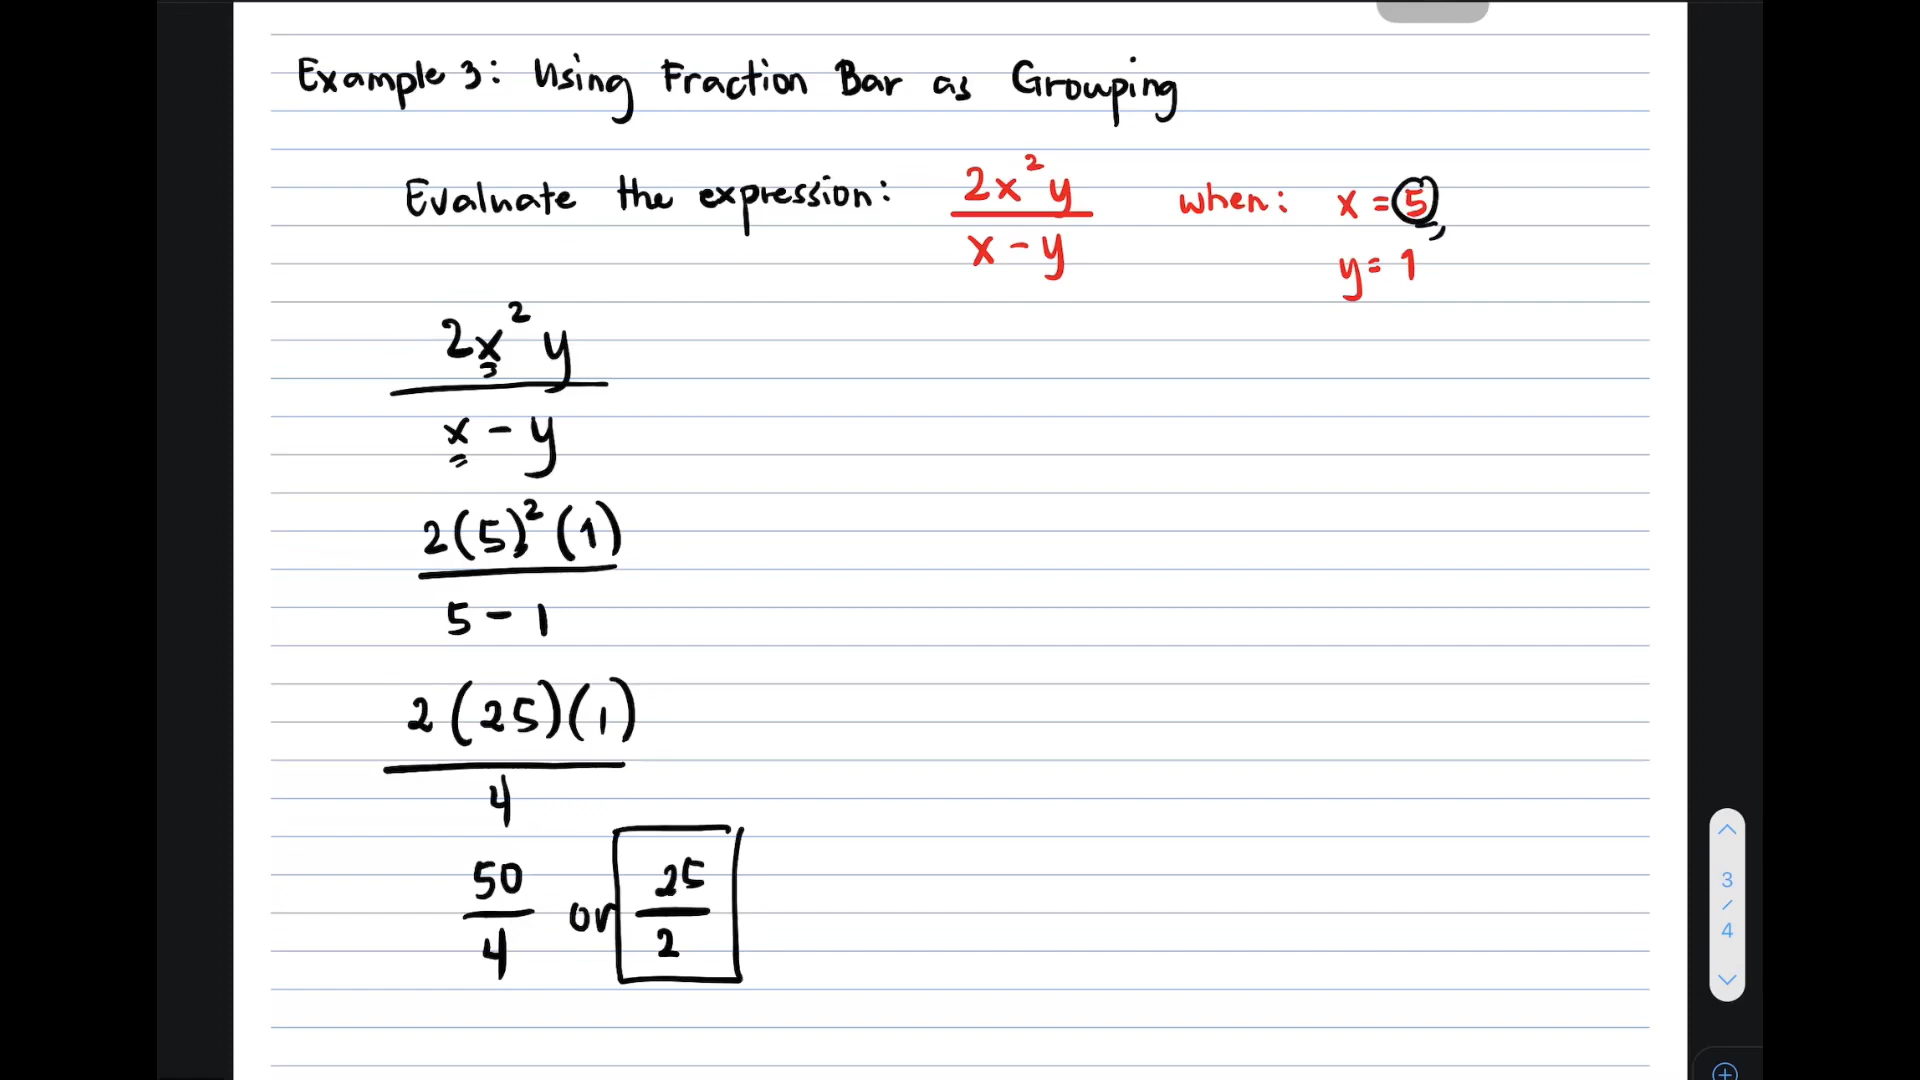 Example 3: Using Fraction Bar as Grouping
Evaluate the expression: 2x²y / x - y when: x = 5,
y = 1
2x²y
x - y
2(5)²(1)
5 - 1
2(25)(1)
4
50/4 or 25/2
3
/
4